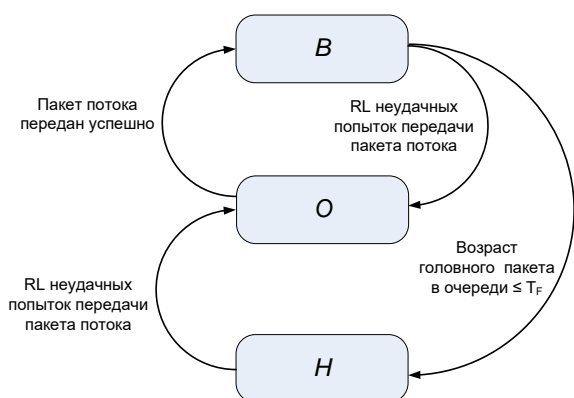 В
Пакет потока
передан успешно
RL неудачных
попыток передачи
пакета потока
О
Возраст
головного пакета
в очереди ≤ TF
RL неудачных
попыток передачи
пакета потока
Н